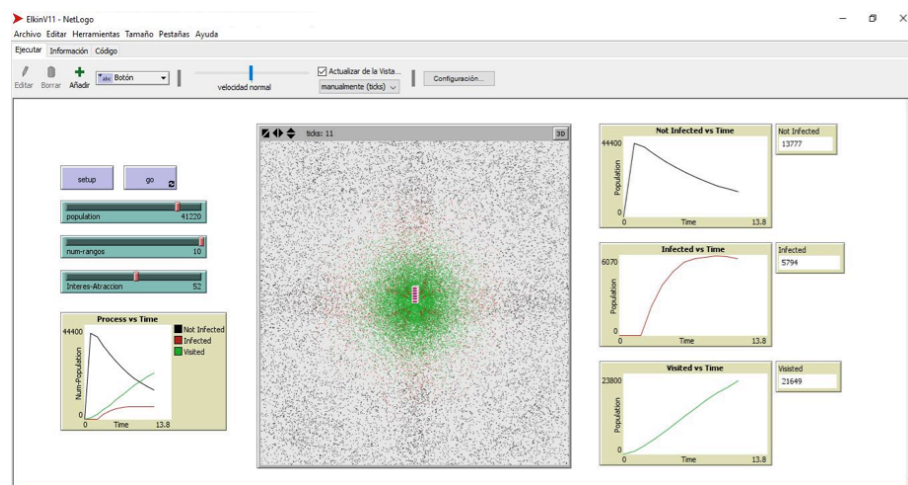 ElkinV11 - NetLogo
Archivo Editar Herramientas Tamaño Pestañas Ayuda
Ejecutar Información Código
Editar Borrar Añadir
abc Botón
velocidad normal
Actualizar de la Vista...
manualmente (ticks)
Configuración...
setup
go
population 41220
num-rangos 10
Interes-Atraccion 52
Process vs Time
44400
Num-Population
0
0 Time 13.8
Not Infected
Infected
Visited
ticks: 11
3D
Not Infected vs Time
44400
Population
0
0 Time 13.8
Not Infected
13777
Infected vs Time
6070
Population
0
0 Time 13.8
Infected
5794
Visited vs Time
23800
Population
0
0 Time 13.8
Visisted
21649